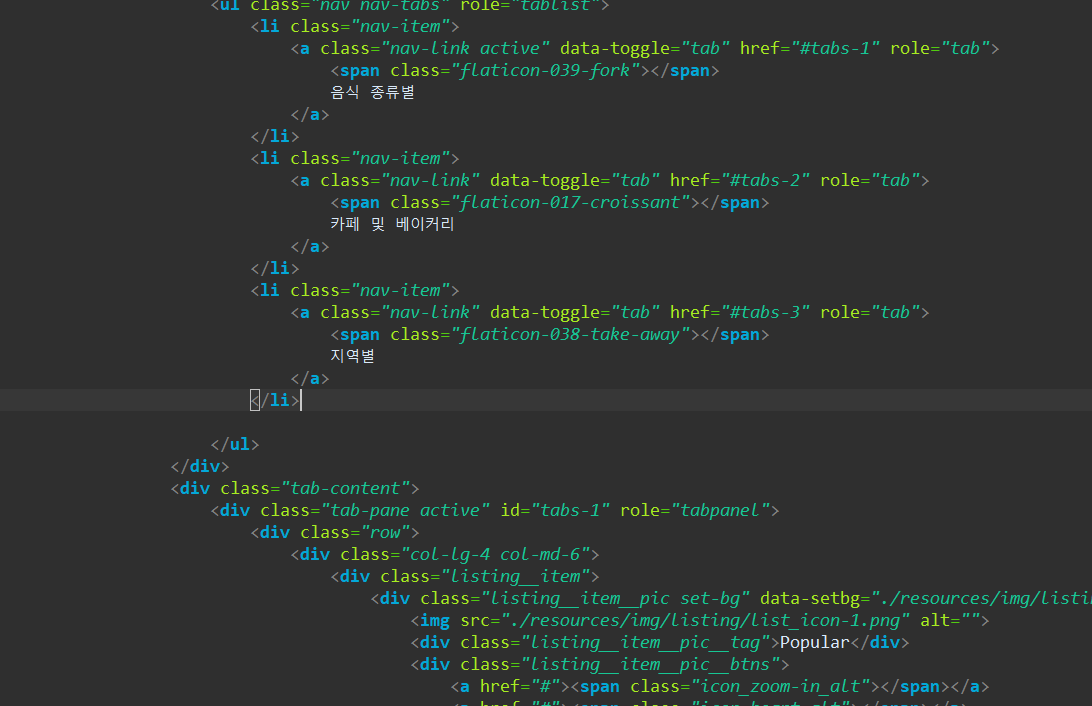 <ul class="nav nav-tabs" role="tablist">
<li class="nav-item">
<a class="nav-link active" data-toggle="tab" href="#tabs-1" role="tab">
<span class="flaticon-039-fork"></span>
음식 종류별
</a>
</li>
<li class="nav-item">
<a class="nav-link" data-toggle="tab" href="#tabs-2" role="tab">
<span class="flaticon-017-croissant"></span>
카페 및 베이커리
</a>
</li>
<li class="nav-item">
<a class="nav-link" data-toggle="tab" href="#tabs-3" role="tab">
<span class="flaticon-038-take-away"></span>
지역별
</a>
</li>
</ul>
</div>
<div class="tab-content">
<div class="tab-pane active" id="tabs-1" role="tabpanel">
<div class="row">
<div class="col-lg-4 col-md-6">
<div class="listing__item">
<div class="listing__item__pic set-bg" data-setbg="./resources/img/listi
<img src="./resources/img/listing/list_icon-1.png" alt="">
<div class="listing__item__pic__tag">Popular</div>
<div class="listing__item__pic__btns">
<a href="#"><span class="icon_zoom-in_alt"></span></a>